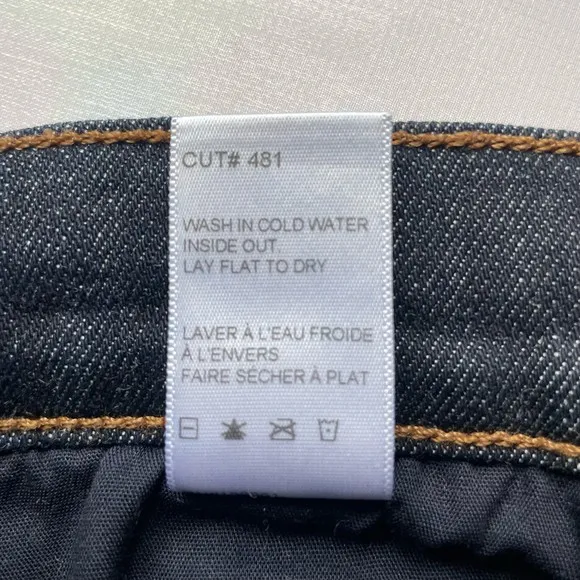 CUT# 481
WASH IN COLD WATER
INSIDE OUT.
LAY FLAT TO DRY
LAVER À L'EAU FROIDE
À L'ENVERS
FAIRE SÉCHER À PLAT